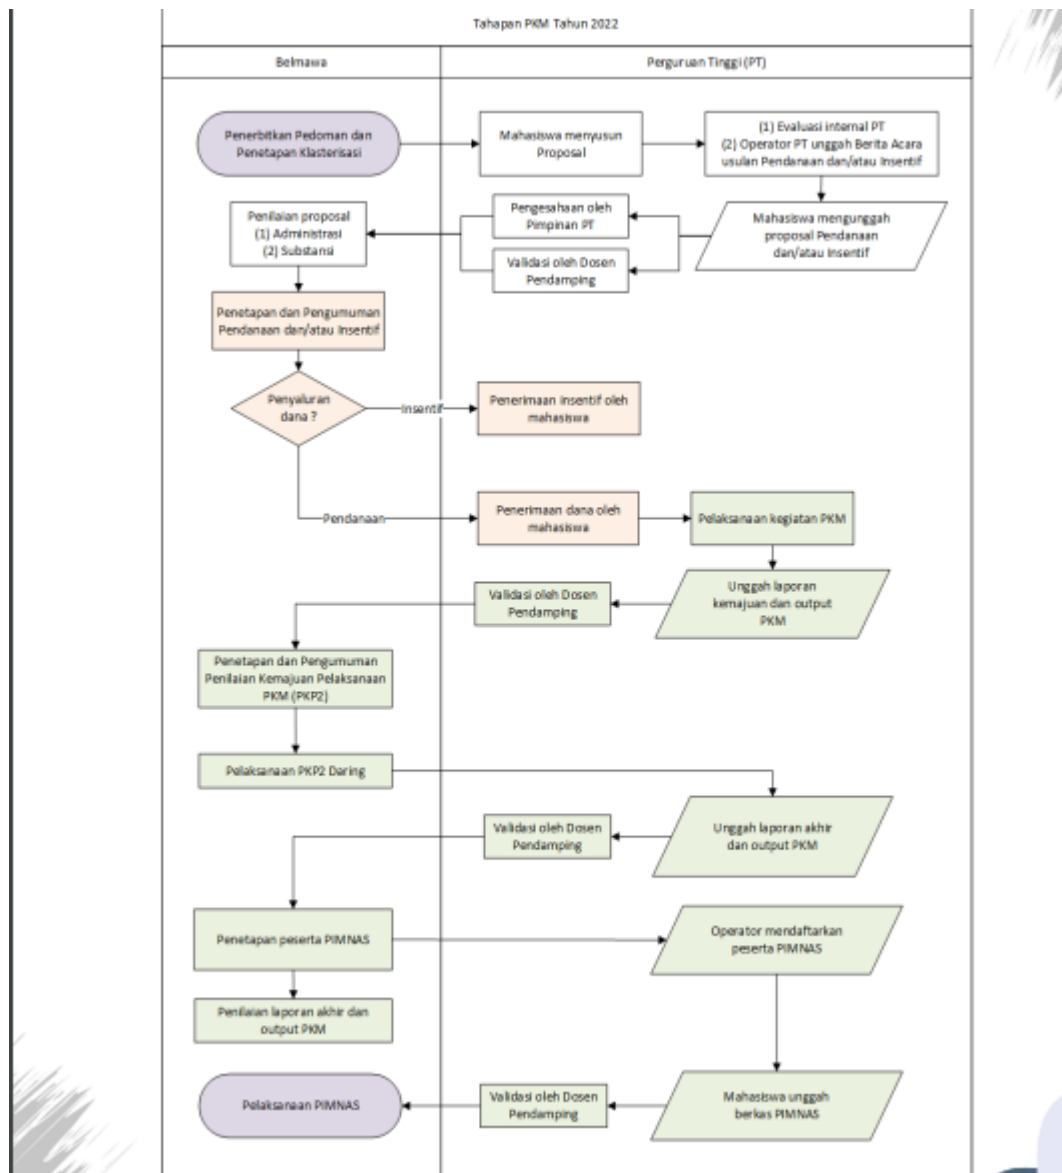 Tahapan PKM Tahun 2022
Belmawa
Perguruan Tinggi (PT)
Penerbitkan Pedoman dan
Penetapan Klasterisasi
Mahasiswa menyusun
Proposal
(1) Evaluasi internal PT
(2) Operator PT unggah Berita Acara
usulan Pendanaan dan/atau Insentif
Penilaian proposal
(1) Administrasi
(2) Substansi
Pengesahaan oleh
Pimpinan PT
Validasi oleh Dosen
Pendamping
Mahasiswa mengunggah
proposal Pendanaan
dan/atau Insentif
Penetapan dan Pengumuman
Pendanaan dan/atau Insentif
Penyaluran
dana ?
Insentif
Penerimaan insentif oleh
mahasiswa
Pendanaan
Penerimaan dana oleh
mahasiswa
Pelaksanaan kegiatan PKM
Unggah laporan
kemajuan dan output
PKM
Validasi oleh Dosen
Pendamping
Penetapan dan Pengumuman
Penilaian Kemajuan Pelaksanaan
PKM (PKP2)
Pelaksanaan PKP2 Daring
Unggah laporan akhir
dan output PKM
Validasi oleh Dosen
Pendamping
Penetapan peserta PIMNAS
Operator mendaftarkan
peserta PIMNAS
Penilaian laporan akhir dan
output PKM
Mahasiswa unggah
berkas PIMNAS
Validasi oleh Dosen
Pendamping
Pelaksanaan PIMNAS